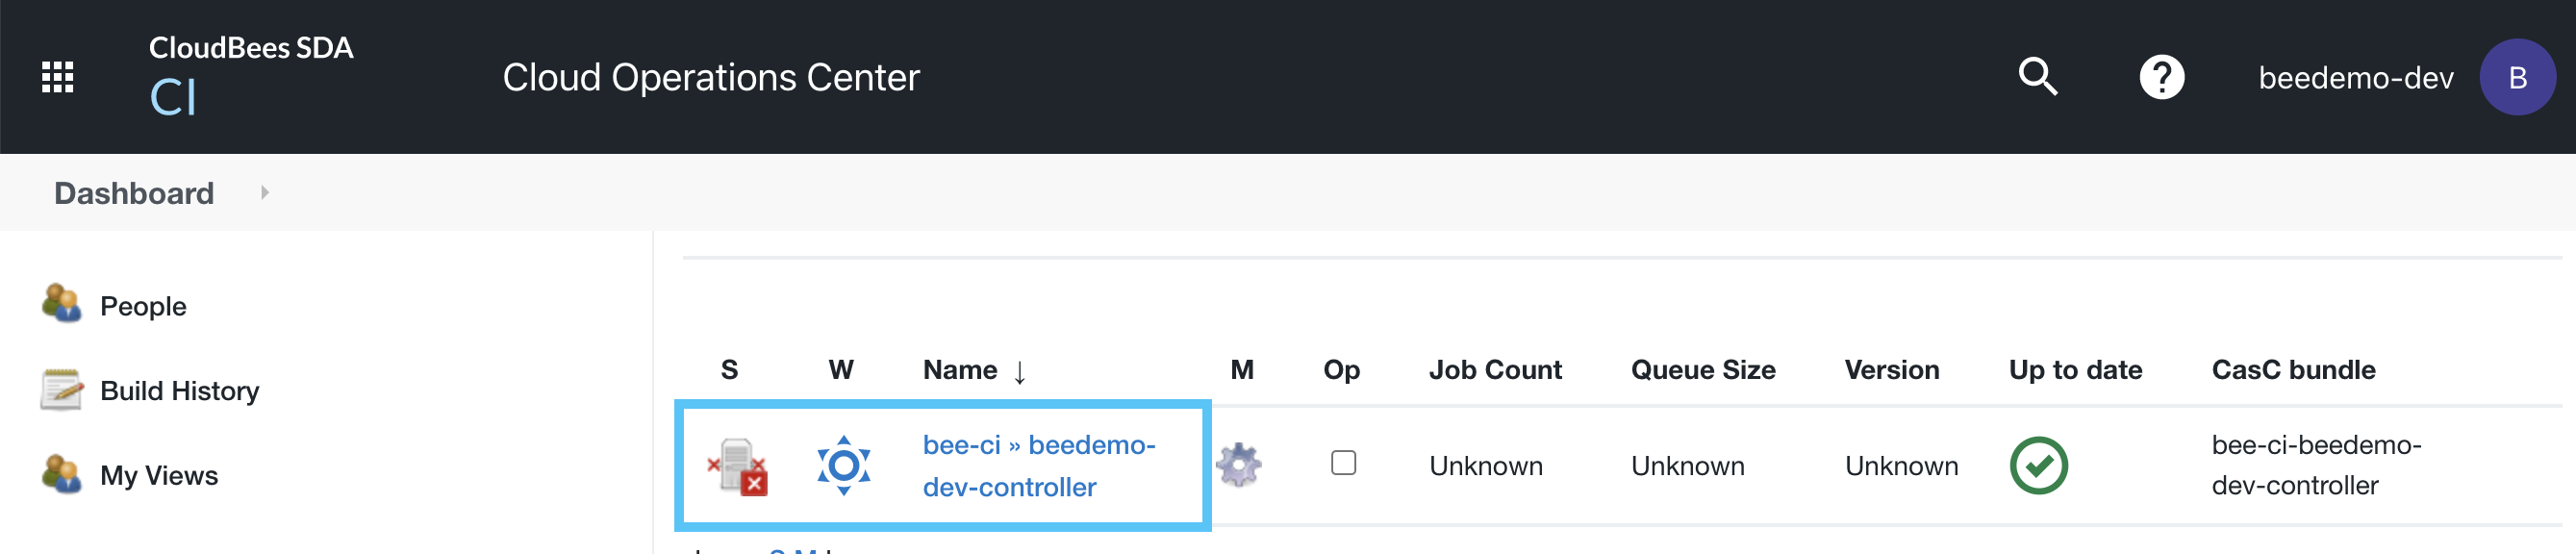 CloudBees SDA
CI
Cloud Operations Center
?
beedemo-dev
B
Dashboard
People
Build History
My Views
S W Name ↓ M Op Job Count Queue Size Version Up to date CasC bundle
bee-ci » beedemo-
dev-controller
Unknown Unknown Unknown
bee-ci-beedemo-
dev-controller